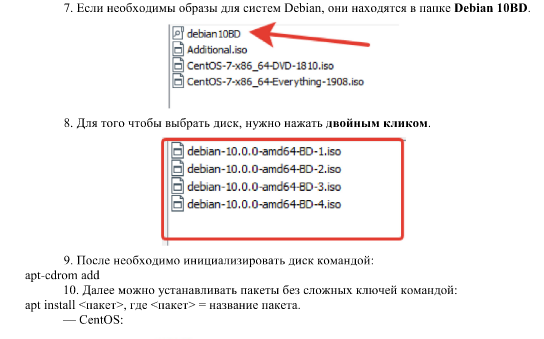 7. Если необходимы образы для систем Debian, они находятся в папке Debian 10BD.
debian10BD
Additional.iso
CentOS-7-x86_64-DVD-1810.iso
CentOS-7-x86_64-Everything-1908.iso
8. Для того чтобы выбрать диск, нужно нажать двойным кликом.
debian-10.0.0-amd64-BD-1.iso
debian-10.0.0-amd64-BD-2.iso
debian-10.0.0-amd64-BD-3.iso
debian-10.0.0-amd64-BD-4.iso
9. После необходимо инициализировать диск командой:
apt-cdrom add
10. Далее можно устанавливать пакеты без сложных ключей командой:
apt install <пакет>, где <пакет> = название пакета.
— CentOS: